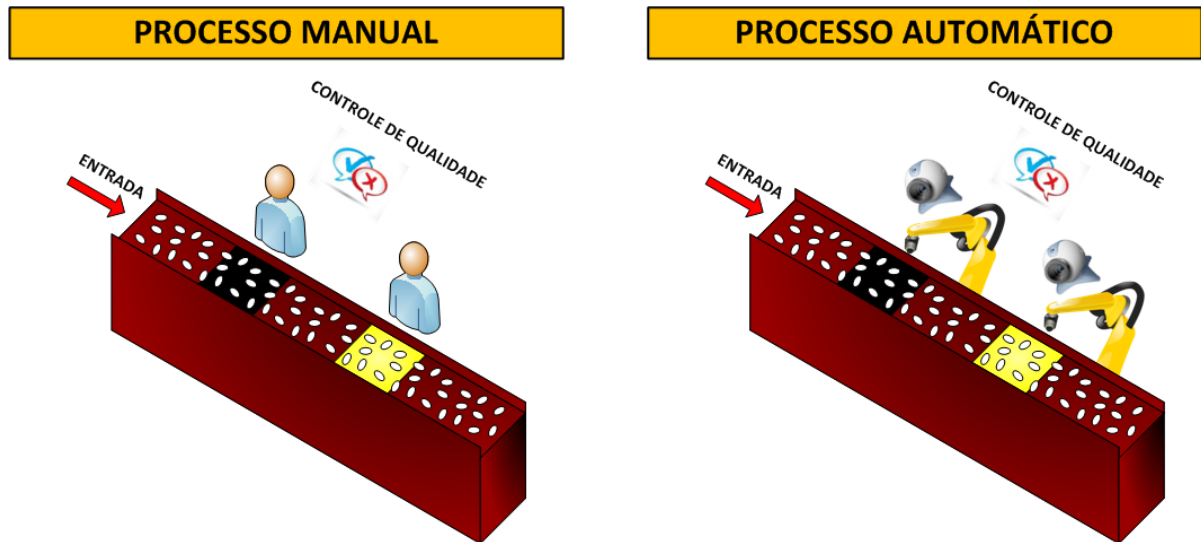 PROCESSO MANUAL
CONTROLE DE QUALIDADE
ENTRADA
PROCESSO AUTOMÁTICO
CONTROLE DE QUALIDADE
ENTRADA